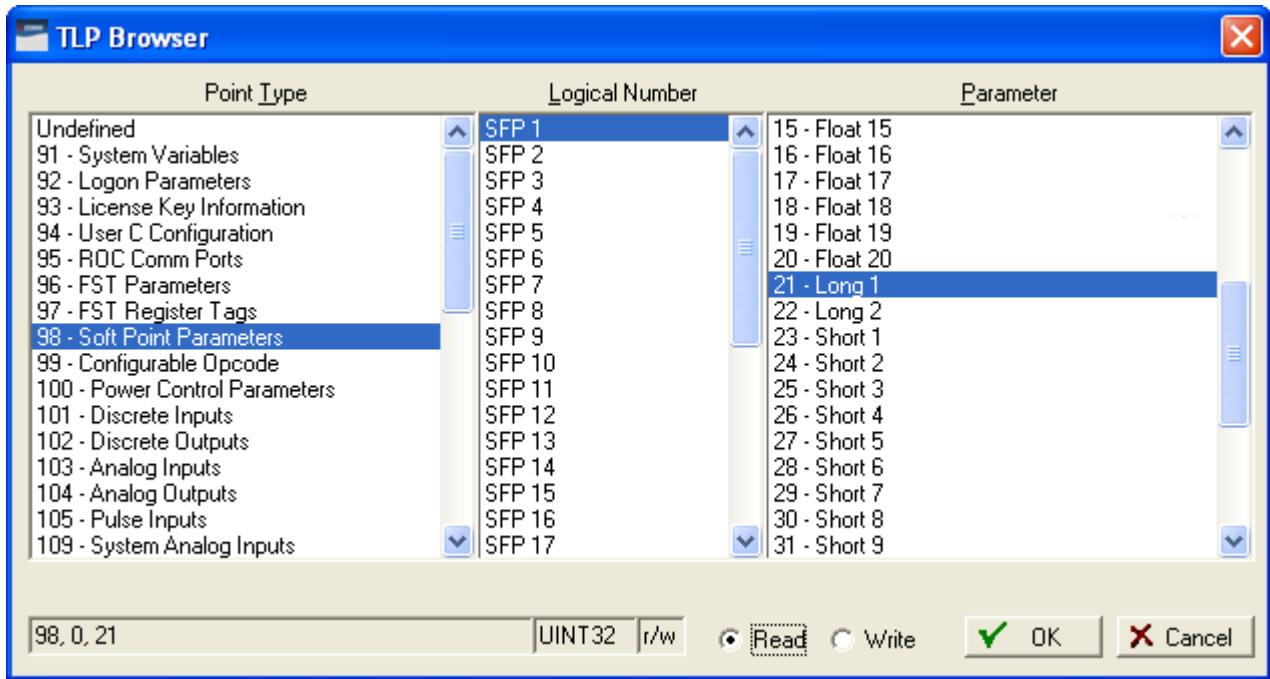 TLP Browser
Point Type
Logical Number
Parameter
Undefined
91 - System Variables
92 - Logon Parameters
93 - License Key Information
94 - User C Configuration
95 - ROC Comm Ports
96 - FST Parameters
97 - FST Register Tags
98 - Soft Point Parameters
99 - Configurable Opcode
100 - Power Control Parameters
101 - Discrete Inputs
102 - Discrete Outputs
103 - Analog Inputs
104 - Analog Outputs
105 - Pulse Inputs
109 - System Analog Inputs
SFP 1
SFP 2
SFP 3
SFP 4
SFP 5
SFP 6
SFP 7
SFP 8
SFP 9
SFP 10
SFP 11
SFP 12
SFP 13
SFP 14
SFP 15
SFP 16
SFP 17
15 - Float 15
16 - Float 16
17 - Float 17
18 - Float 18
19 - Float 19
20 - Float 20
21 - Long 1
22 - Long 2
23 - Short 1
24 - Short 2
25 - Short 3
26 - Short 4
27 - Short 5
28 - Short 6
29 - Short 7
30 - Short 8
31 - Short 9
98, 0, 21
UINT32
r/w
Read
Write
OK
Cancel